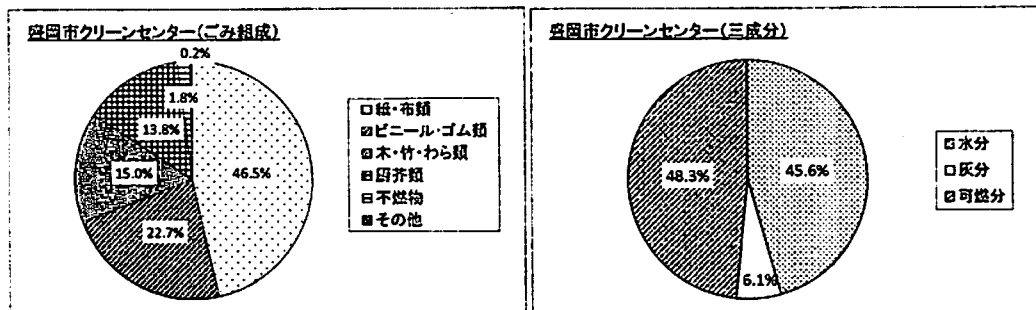 盛岡市クリーンセンター(ごみ組成)
0.2%
1.8%
13.8%
15.0%
46.5%
22.7%
紙・布類
ビニール・ゴム類
木・竹・わら類
厨芥類
不燃物
その他
盛岡市クリーンセンター(三成分)
48.3%
45.6%
6.1%
水分
灰分
可燃分